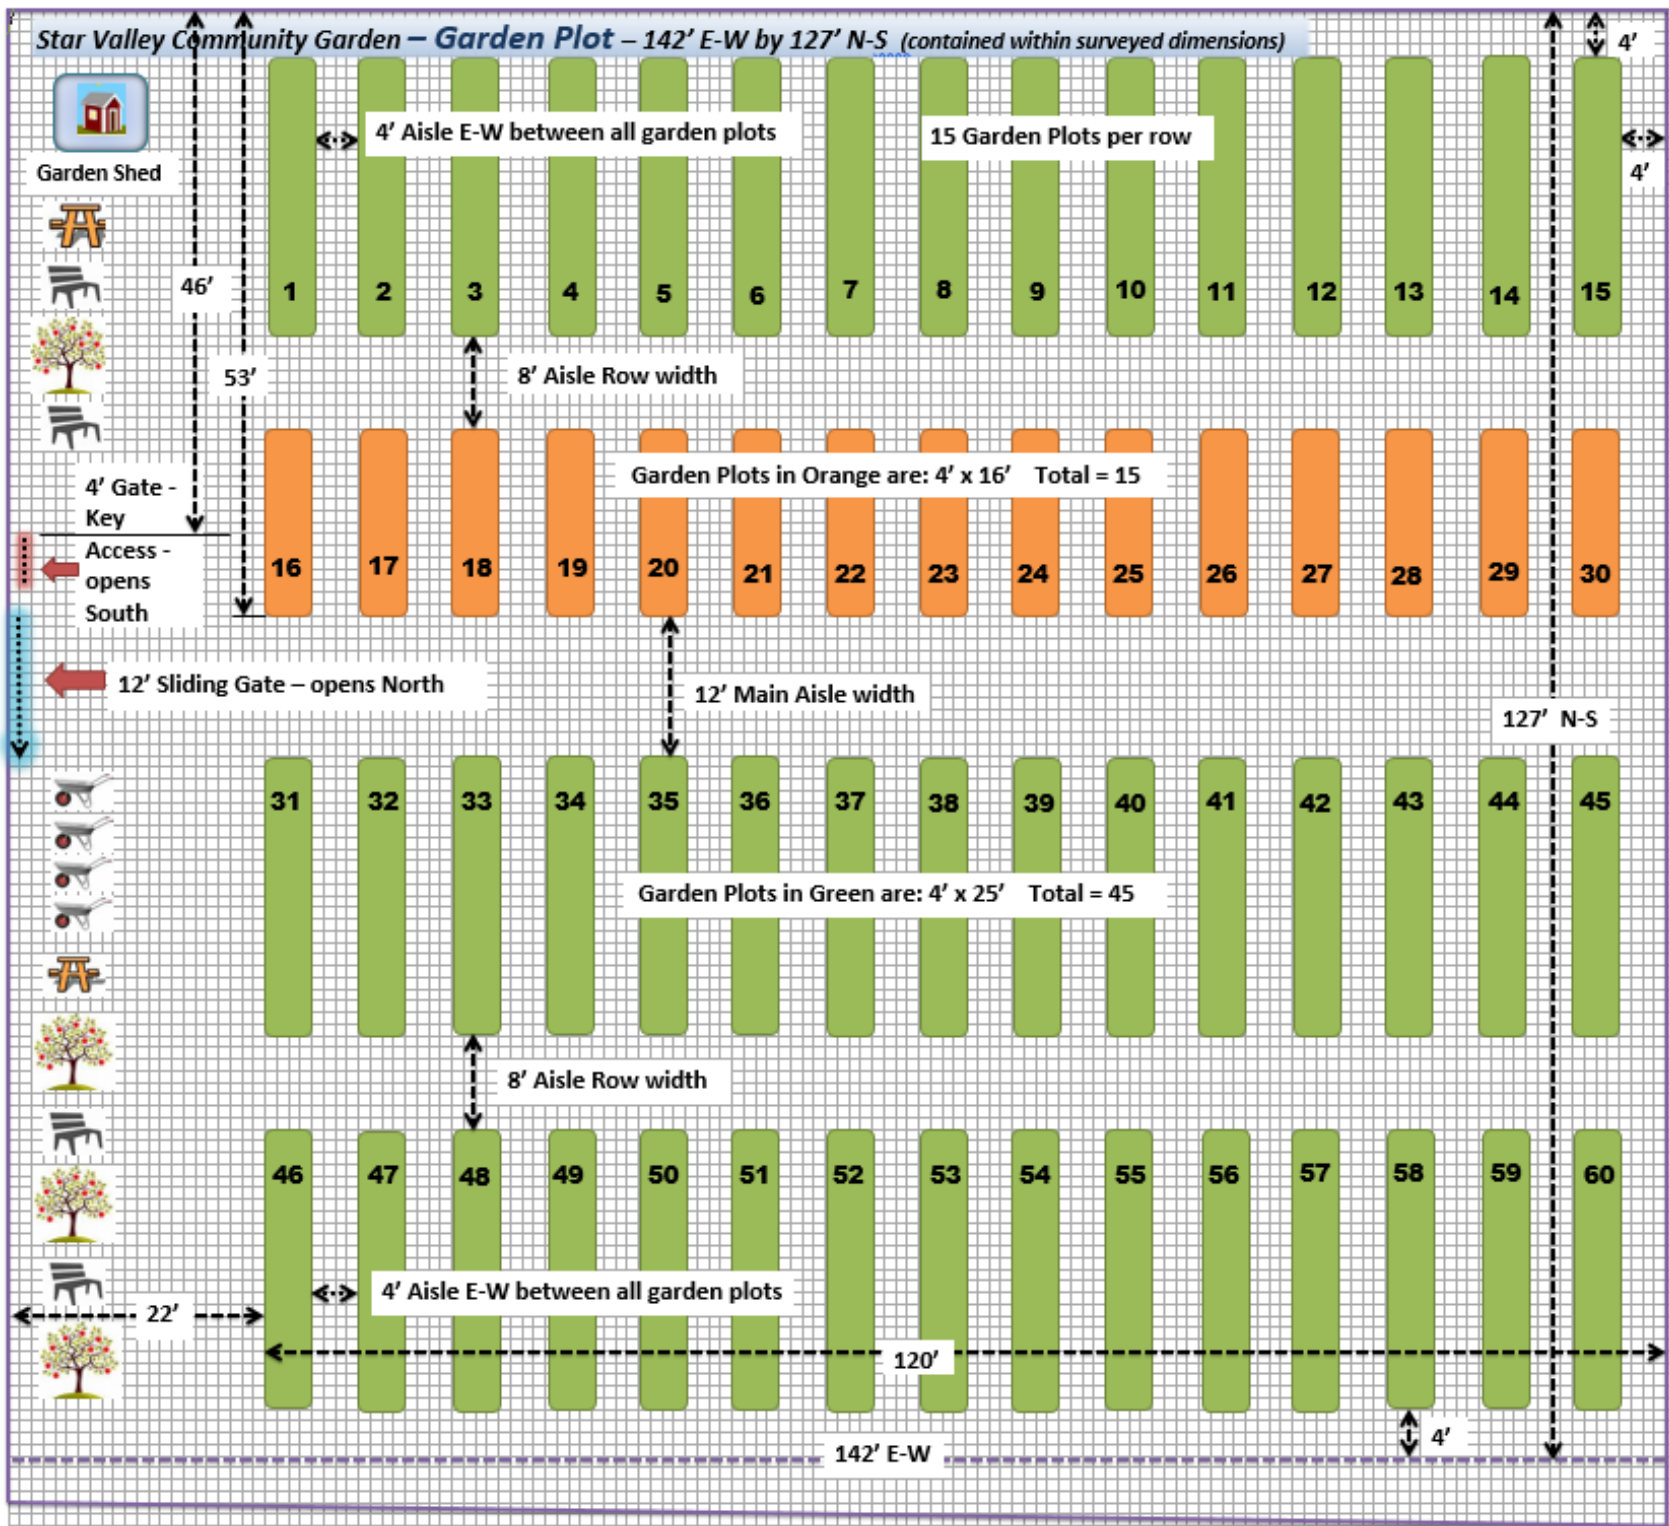 Star Valley Community Garden – Garden Plot – 142’ E-W by 127’ N-S (contained within surveyed dimensions)
4’
4’ Aisle E-W between all garden plots
15 Garden Plots per row
4’
Garden Shed
46’
1 2 3 4 5 6 7 8 9 10 11 12 13 14 15
53’
8’ Aisle Row width
Garden Plots in Orange are: 4’ x 16’ Total = 15
4’ Gate -
Key
Access -
opens
South
16 17 18 19 20 21 22 23 24 25 26 27 28 29 30
12’ Sliding Gate – opens North
12’ Main Aisle width
127’ N-S
31 32 33 34 35 36 37 38 39 40 41 42 43 44 45
Garden Plots in Green are: 4’ x 25’ Total = 45
8’ Aisle Row width
46 47 48 49 50 51 52 53 54 55 56 57 58 59 60
4’ Aisle E-W between all garden plots
22’
120’
4’
142’ E-W